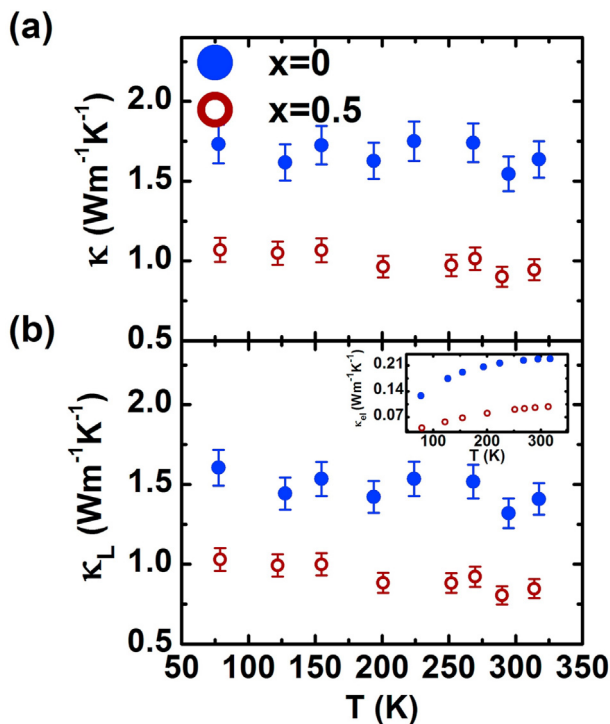 (a)
x=0
x=0.5
2.0
1.5
1.0
0.5
κ (Wm⁻¹K⁻¹)
(b)
2.0
1.5
1.0
0.5
κL (Wm⁻¹K⁻¹)
0.21
0.14
0.07
κel (Wm⁻¹K⁻¹)
100 200 300
T (K)
50 100 150 200 250 300 350
T (K)